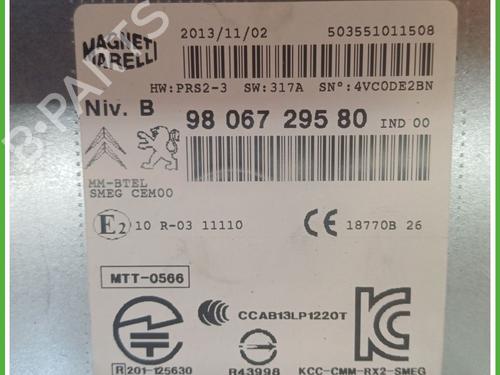 MAGNETI
MARELLI
2013/11/02
503551011508
HW:PRS2-3 SW:317A SN°:4VC0DE2BN
Niv. B
98 067 295 80 IND 00
MM-BTEL
SMEG CEM00
E2 10 R-03 11110
CE 18770B 26
MTT-0566
CCAB13LP1220T
R 201-125630
R43998
KCC-CMM-RX2-SMEG
B-PARTS